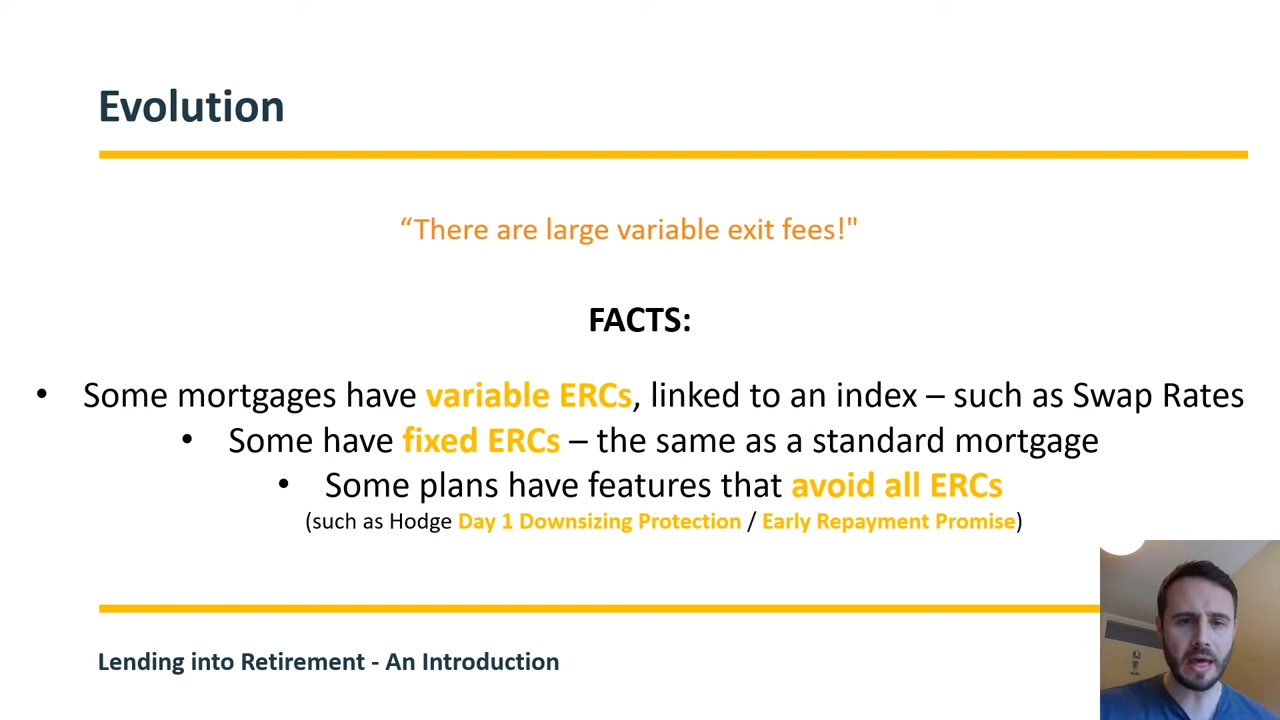 Evolution
“There are large variable exit fees!"
FACTS:
• Some mortgages have variable ERCs, linked to an index – such as Swap Rates
• Some have fixed ERCs – the same as a standard mortgage
• Some plans have features that avoid all ERCs
(such as Hodge Day 1 Downsizing Protection / Early Repayment Promise)
Lending into Retirement - An Introduction